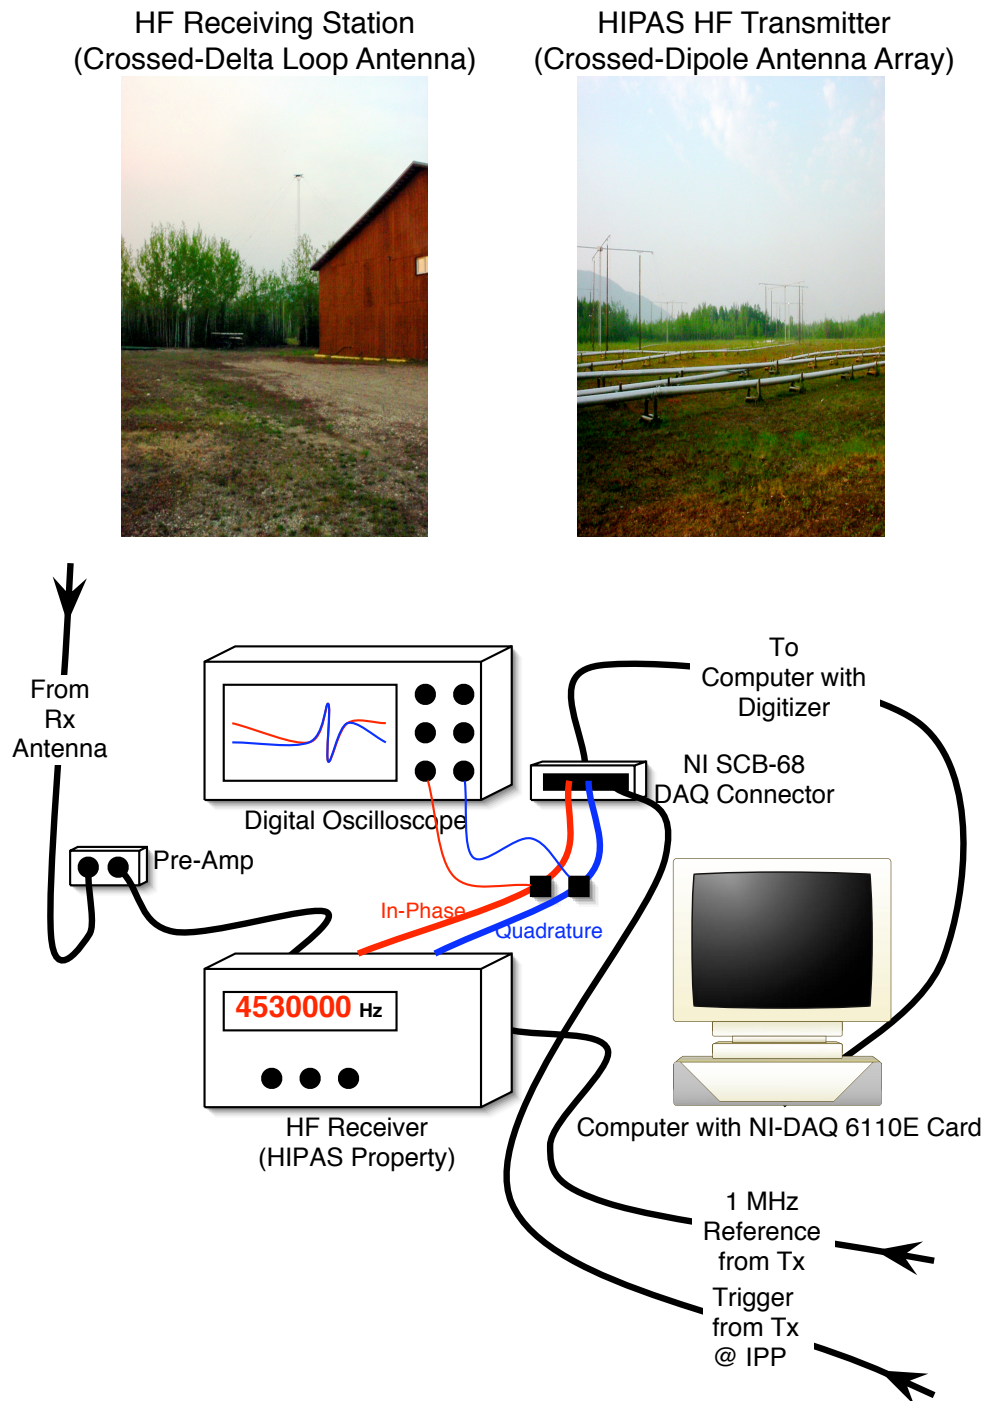 HF Receiving Station
(Crossed-Delta Loop Antenna)
HIPAS HF Transmitter
(Crossed-Dipole Antenna Array)
From
Rx
Antenna
To
Computer with
Digitizer
NI SCB-68
DAQ Connector
Digital Oscilloscope
Pre-Amp
In-Phase
Quadrature
4530000 Hz
HF Receiver
(HIPAS Property)
Computer with NI-DAQ 6110E Card
1 MHz
Reference
from Tx
Trigger
from Tx
@ IPP